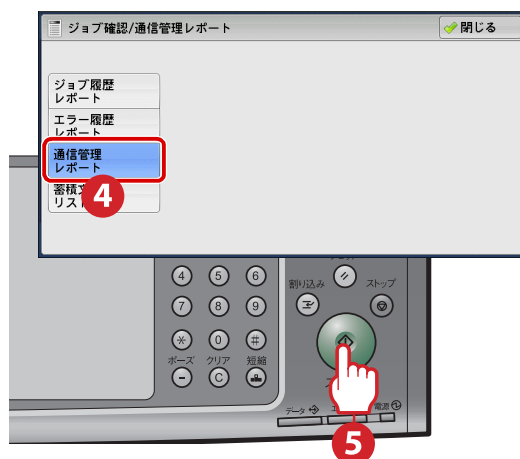 ジョブ確認/通信管理レポート
閉じる
ジョブ履歴
レポート
エラー履歴
レポート
通信管理
レポート
蓄積
リスト
4
4 5 6
割り込み
ストップ
7 8 9
* 0 #
ポーズ クリア 短縮
- C
データ
電源
5